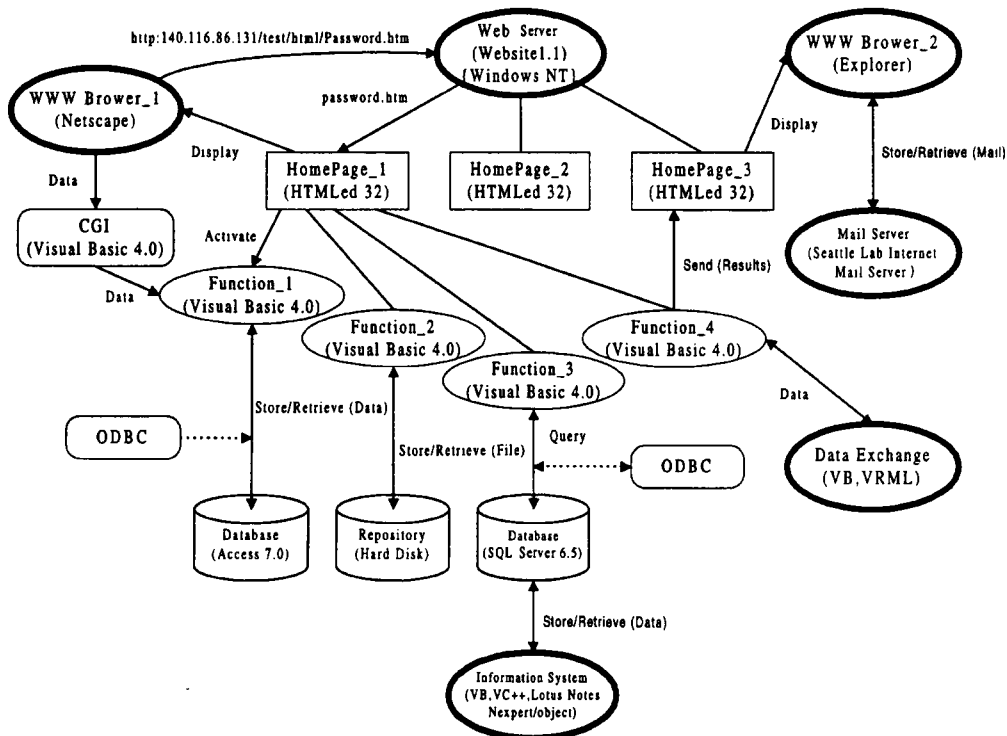 http:140.116.86.131/test/html/Password.htm
Web Server
(Website1.1)
{Windows NT}
WWW Brower_2
(Explorer)
WWW Brower_1
(Netscape)
password.htm
Display
Display
HomePage_1
(HTMLed 32)
HomePage_2
(HTMLed 32)
HomePage_3
(HTMLed 32)
Store/Retrieve (Mail)
Data
CGI
(Visual Basic 4.0)
Activate
Mail Server
(Seattle Lab Internet
Mail Server)
Send (Results)
Data
Function_1
(Visual Basic 4.0)
Function_2
(Visual Basic 4.0)
Function_3
(Visual Basic 4.0)
Function_4
(Visual Basic 4.0)
Data
Store/Retrieve (Data)
ODBC
Store/Retrieve (File)
Query
ODBC
Data Exchange
(VB,VRML)
Database
(Access 7.0)
Repository
(Hard Disk)
Database
(SQL Server 6.5)
Store/Retrieve (Data)
Information System
(VB,VC++,Lotus Notes
Nexpert/object)